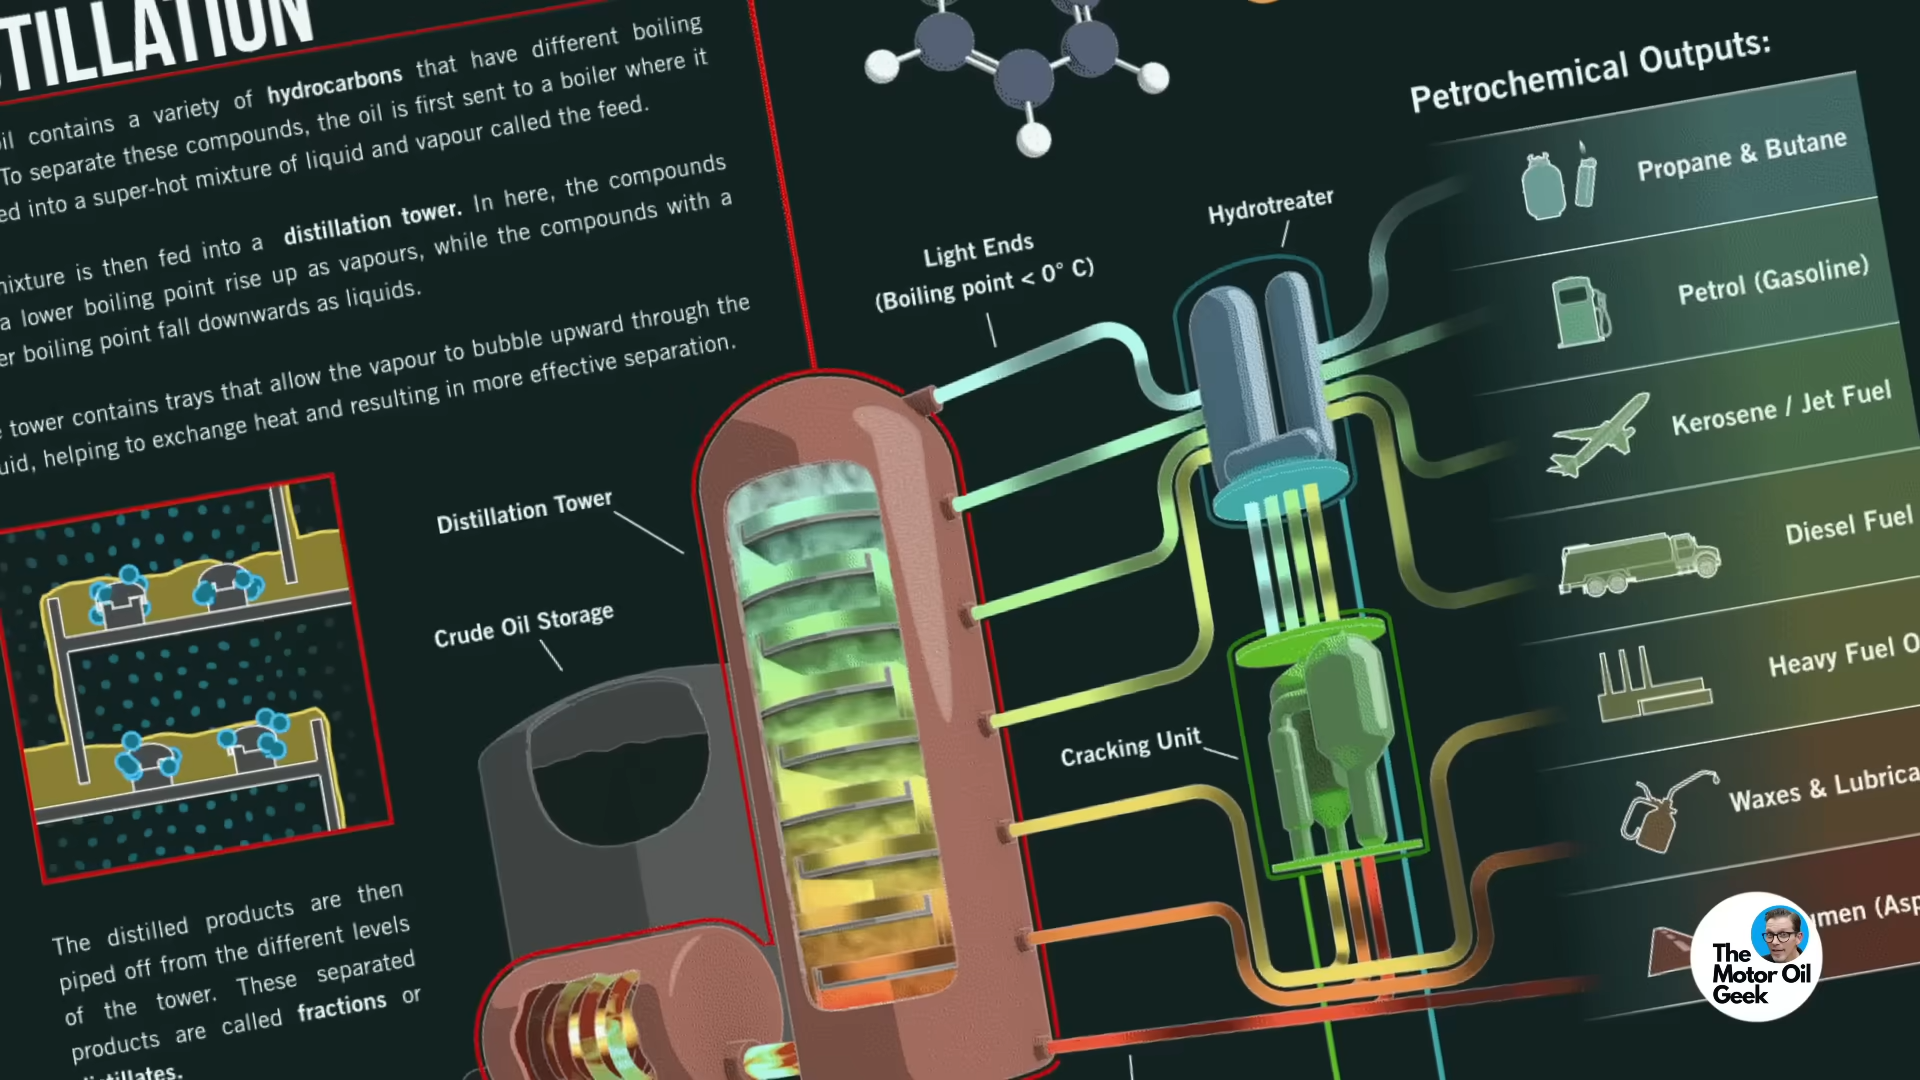 TILLATION
contains a variety of hydrocarbons that have different boiling
To separate these compounds, the oil is first sent to a boiler where it
into a super-hot mixture of liquid and vapour called the feed.
is then fed into a distillation tower. In here, the compounds
a lower boiling point rise up as vapours, while the compounds with a
boiling point fall downwards as liquids.
tower contains trays that allow the vapour to bubble upward through the
helping to exchange heat and resulting in more effective separation.
The distilled products are then
piped off from the different levels
of the tower. These separated
products are called fractions or
Distillation Tower
Crude Oil Storage
Light Ends
(Boiling point < 0° C)
Hydrotreater
Cracking Unit
Petrochemical Outputs:
Propane & Butane
Petrol (Gasoline)
Kerosene / Jet Fuel
Diesel Fuel
Heavy Fuel O
Waxes & Lubrica
umen (Asp
The
Motor Oil
Geek